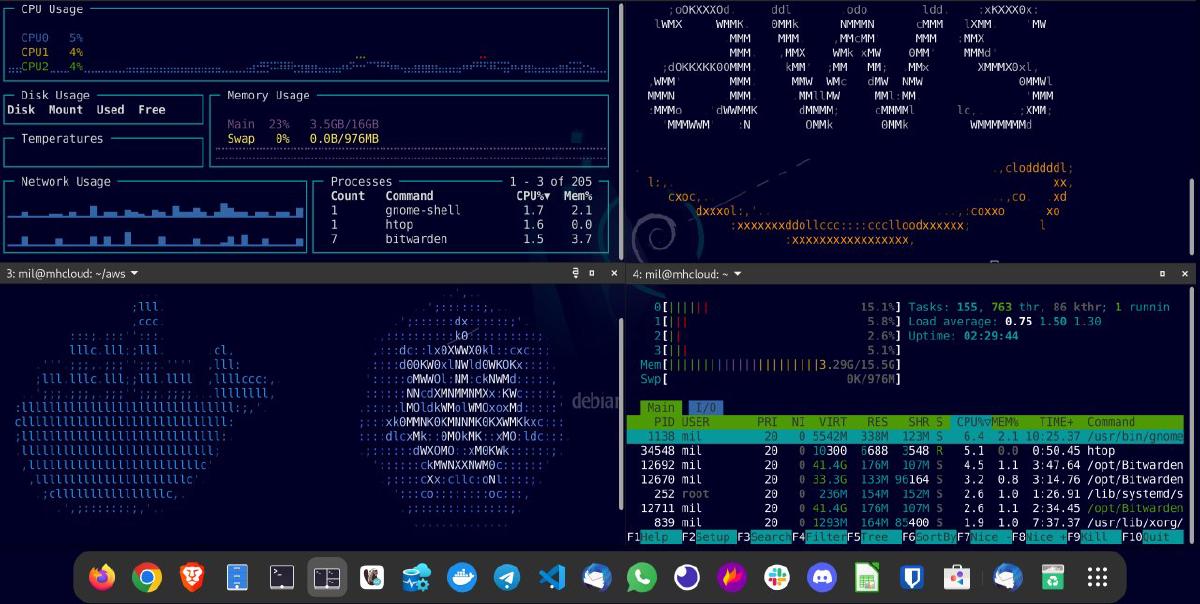 CPU Usage
CPU0 5%
CPU1 4%
CPU2 4%
Disk Usage
Disk Mount Used Free
Temperatures
Memory Usage
Main 23% 3.5GB/16GB
Swap 0% 0.0B/976MB
Network Usage
Processes 1 - 3 of 205
Count Command CPU%▼ Mem%
1 gnome-shell 1.7 2.1
1 htop 1.6 0.0
7 bitwarden 1.5 3.7
aws
3: mil@mhcloud: ~/aws
debian
4: mil@mhcloud: ~
0[ 15.1%] Tasks: 155, 763 thr, 86 kthr; 1 runnin
1[ 5.8%] Load average: 0.75 1.50 1.30
2[ 2.6%] Uptime: 02:29:44
3[ 5.1%]
Mem[ 3.29G/15.5G]
Swp[ 0K/976M]
Main I/O
PID USER PRI NI VIRT RES SHR S CPU%▽MEM% TIME+ Command
1138 mil 20 0 5542M 338M 123M S 6.4 2.1 10:25.37 /usr/bin/gnome
34548 mil 20 0 10300 6688 3548 R 5.1 0.0 0:50.45 htop
12692 mil 20 0 41.4G 176M 107M S 4.5 1.1 3:47.64 /opt/Bitwarden
12670 mil 20 0 33.3G 133M 96164 S 3.2 0.8 3:14.76 /opt/Bitwarden
252 root 20 0 236M 154M 152M S 2.6 1.0 1:26.91 /lib/systemd/s
12711 mil 20 0 41.4G 176M 107M S 2.6 1.1 2:34.45 /opt/Bitwarden
839 mil 20 0 1293M 164M 85400 S 1.9 1.0 7:37.37 /usr/lib/xorg/
F1Help F2Setup F3Search F4Filter F5Tree F6SortBy F7Nice - F8Nice + F9Kill F10Quit